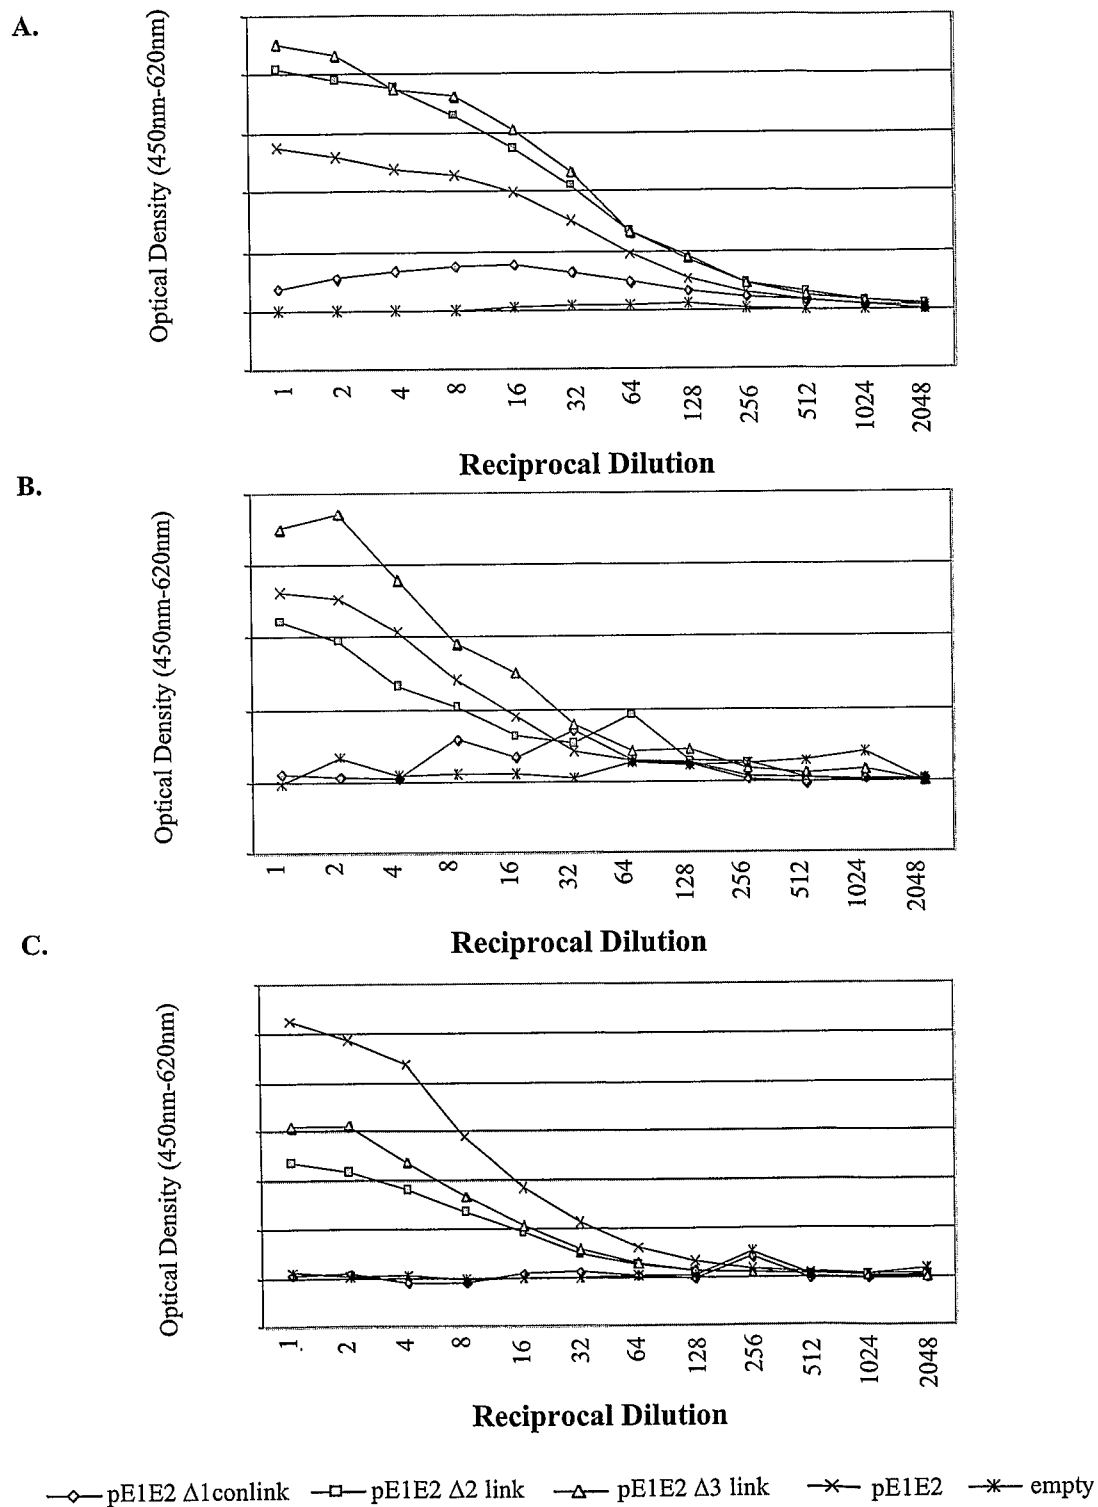 A.
Optical Density (450nm-620nm)
1 2 4 8 16 32 64 128 256 512 1024 2048
Reciprocal Dilution
B.
Optical Density (450nm-620nm)
1 2 4 8 16 32 64 128 256 512 1024 2048
Reciprocal Dilution
C.
Optical Density (450nm-620nm)
1 2 4 8 16 32 64 128 256 512 1024 2048
Reciprocal Dilution
pE1E2 Δ1conlink pE1E2 Δ2 link pE1E2 Δ3 link pE1E2 empty